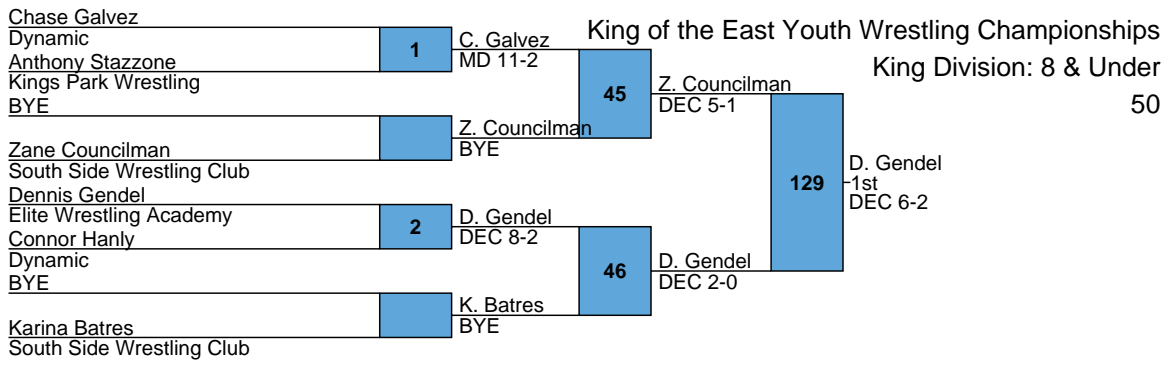 King of the East Youth Wrestling Championships
King Division: 8 & Under
50
Chase Galvez
Dynamic
Anthony Stazzone
Kings Park Wrestling
BYE
Zane Councilman
South Side Wrestling Club
Dennis Gendel
Elite Wrestling Academy
Connor Hanly
Dynamic
BYE
Karina Batres
South Side Wrestling Club
1
2
C. Galvez
MD 11-2
Z. Councilman
BYE
D. Gendel
DEC 8-2
K. Batres
BYE
45
46
Z. Councilman
DEC 5-1
D. Gendel
DEC 2-0
129
D. Gendel
1st
DEC 6-2